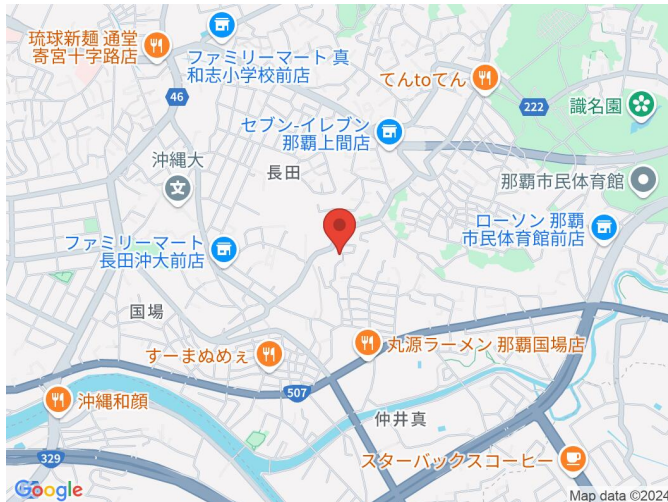 琉球新麺 通堂
寄宮十字路店
ファミリーマート 真
和志小学校前店
てんtoてん
46
222
識名園
セブン-イレブン
那覇上間店
沖縄大
長田
那覇市民体育館
ローソン 那覇
市民体育館前店
ファミリーマート
長田沖大前店
国場
すーまぬめぇ
丸源ラーメン 那覇国場店
507
沖縄和顔
仲井真
329
スターバックスコーヒー
Google
Map data ©2024